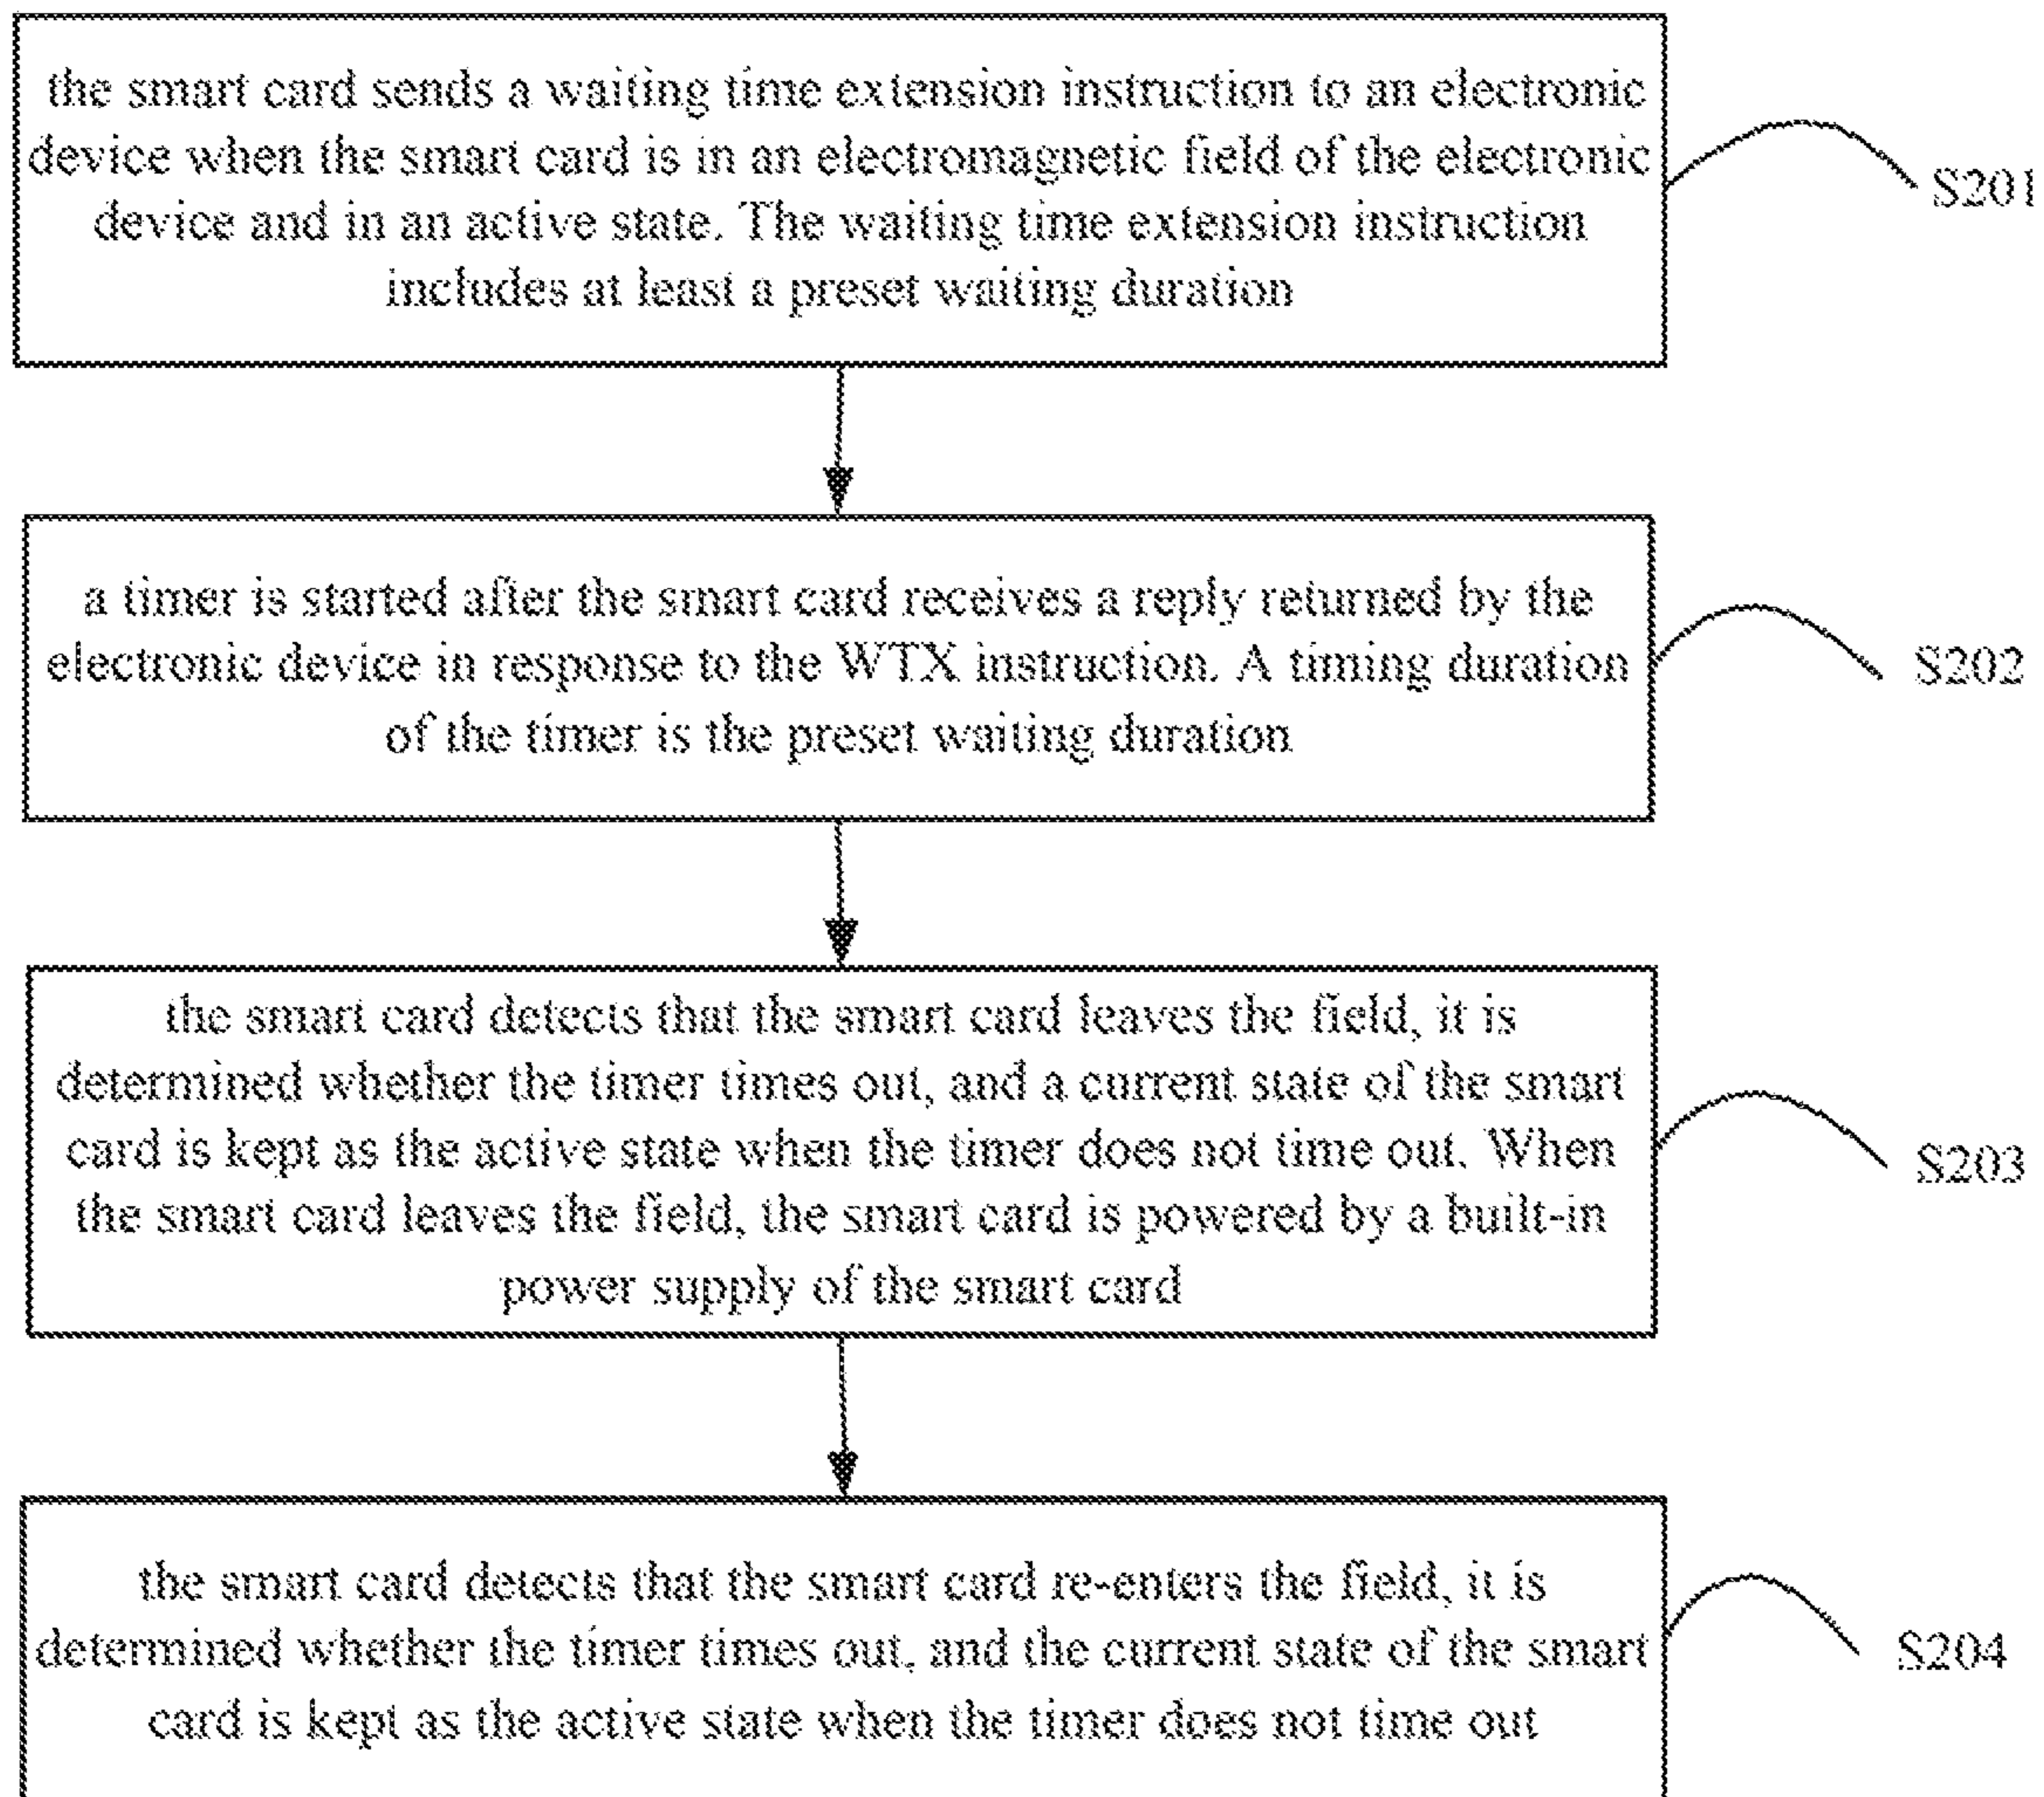 the smart card sends a waiting time extension instruction to an electronic
device when the smart card is in an electromagnetic field of the electronic
device and in an active state. The waiting time extension instruction
includes at least a preset waiting duration
S201
a timer is started after the smart card receives a reply returned by the
electronic device in response to the WTX instruction. A timing duration
of the timer is the preset waiting duration
S202
the smart card detects that the smart card leaves the field, it is
determined whether the timer times out, and a current state of the smart
card is kept as the active state when the timer does not time out. When
the smart card leaves the field, the smart card is powered by a built-in
power supply of the smart card
S203
the smart card detects that the smart card re-enters the field, it is
determined whether the timer times out, and the current state of the smart
card is kept as the active state when the timer does not time out
S204